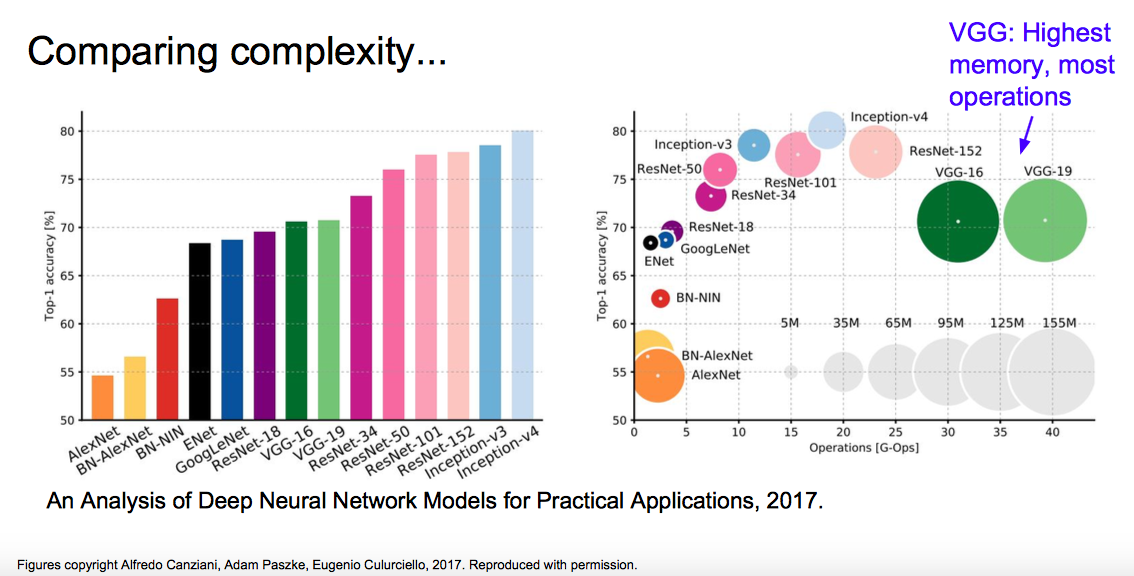 Comparing complexity...
VGG: Highest
memory, most
operations
Top-1 accuracy [%]
80
75
70
65
60
55
50
AlexNet
BN-AlexNet
BN-NIN
ENet
GoogLeNet
ResNet-18
VGG-16
VGG-19
ResNet-34
ResNet-50
ResNet-101
ResNet-152
Inception-v3
Inception-v4
Top-1 accuracy [%]
80
75
70
65
60
55
50
Inception-v4
Inception-v3
ResNet-152
ResNet-50
ResNet-101
VGG-16
VGG-19
ResNet-34
ResNet-18
GoogLeNet
ENet
BN-NIN
5M 35M 65M 95M 125M 155M
BN-AlexNet
AlexNet
0 5 10 15 20 25 30 35 40
Operations [G-Ops]
An Analysis of Deep Neural Network Models for Practical Applications, 2017.
Figures copyright Alfredo Canziani, Adam Paszke, Eugenio Culurciello, 2017. Reproduced with permission.